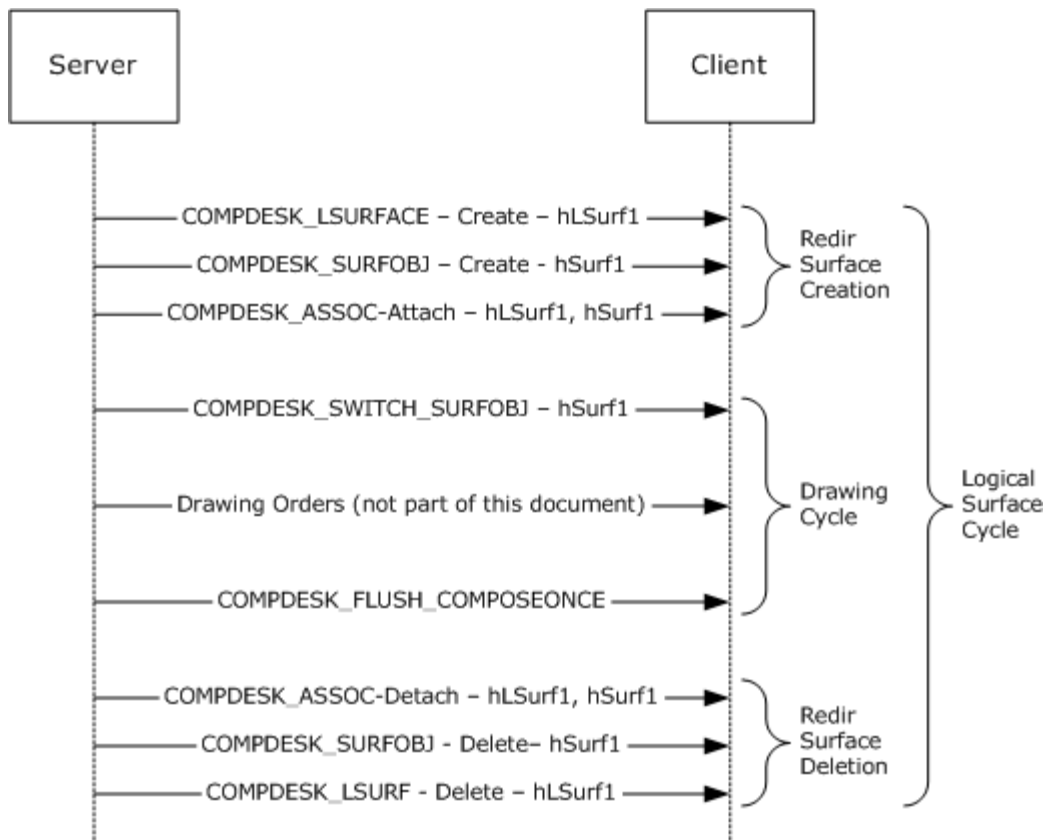 Server
Client
COMPDESK_LSURFACE – Create – hLSurf1
COMPDESK_SURFOBJ – Create - hSurf1
COMPDESK_ASSOC-Attach – hLSurf1, hSurf1
Redir
Surface
Creation
COMPDESK_SWITCH_SURFOBJ – hSurf1
Drawing Orders (not part of this document)
COMPDESK_FLUSH_COMPOSEONCE
Drawing
Cycle
COMPDESK_ASSOC-Detach – hLSurf1, hSurf1
COMPDESK_SURFOBJ - Delete– hSurf1
COMPDESK_LSURF - Delete – hLSurf1
Redir
Surface
Deletion
Logical
Surface
Cycle